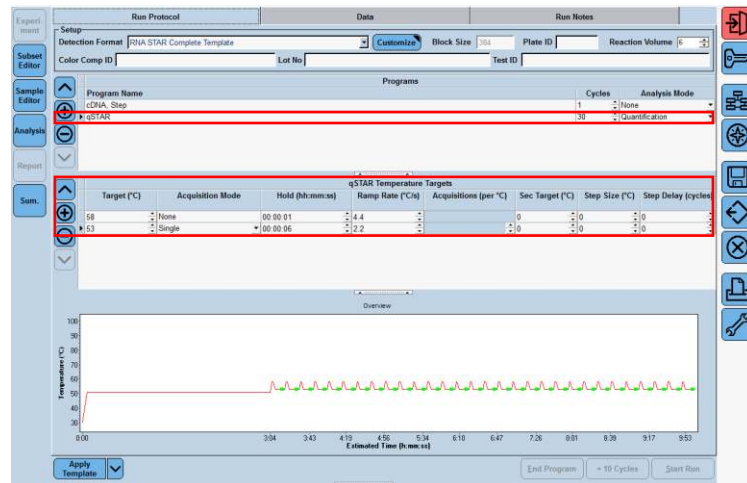 Run Protocol Data Run Notes
Experi
ment
Setup
Detection Format RNA STAR Complete Template Customize Block Size 384 Plate ID Reaction Volume 6
Color Comp ID Lot No Test ID
Subset
Editor
Programs
Program Name Cycles Analysis Mode
cDNA, Step 1 None
qSTAR 30 Quantification
Sample
Editor
Analysis
Report
Sum.
qSTAR Temperature Targets
Target (°C) Acquisition Mode Hold (hh:mm:ss) Ramp Rate (°C/s) Acquisitions (per °C) Sec Target (°C) Step Size (°C) Step Delay (cycles)
58 None 00:00:01 4.4 0 0 0
53 Single 00:00:06 2.2 0 0 0
Overview
Temperature (°C)
100
90
80
70
60
50
40
30
0:00 3:04 3:43 4:19 4:56 5:34 6:10 6:47 7:26 8:01 8:39 9:17 9:53
Estimated Time (h:mm:ss)
Apply
Template
End Program + 10 Cycles Start Run